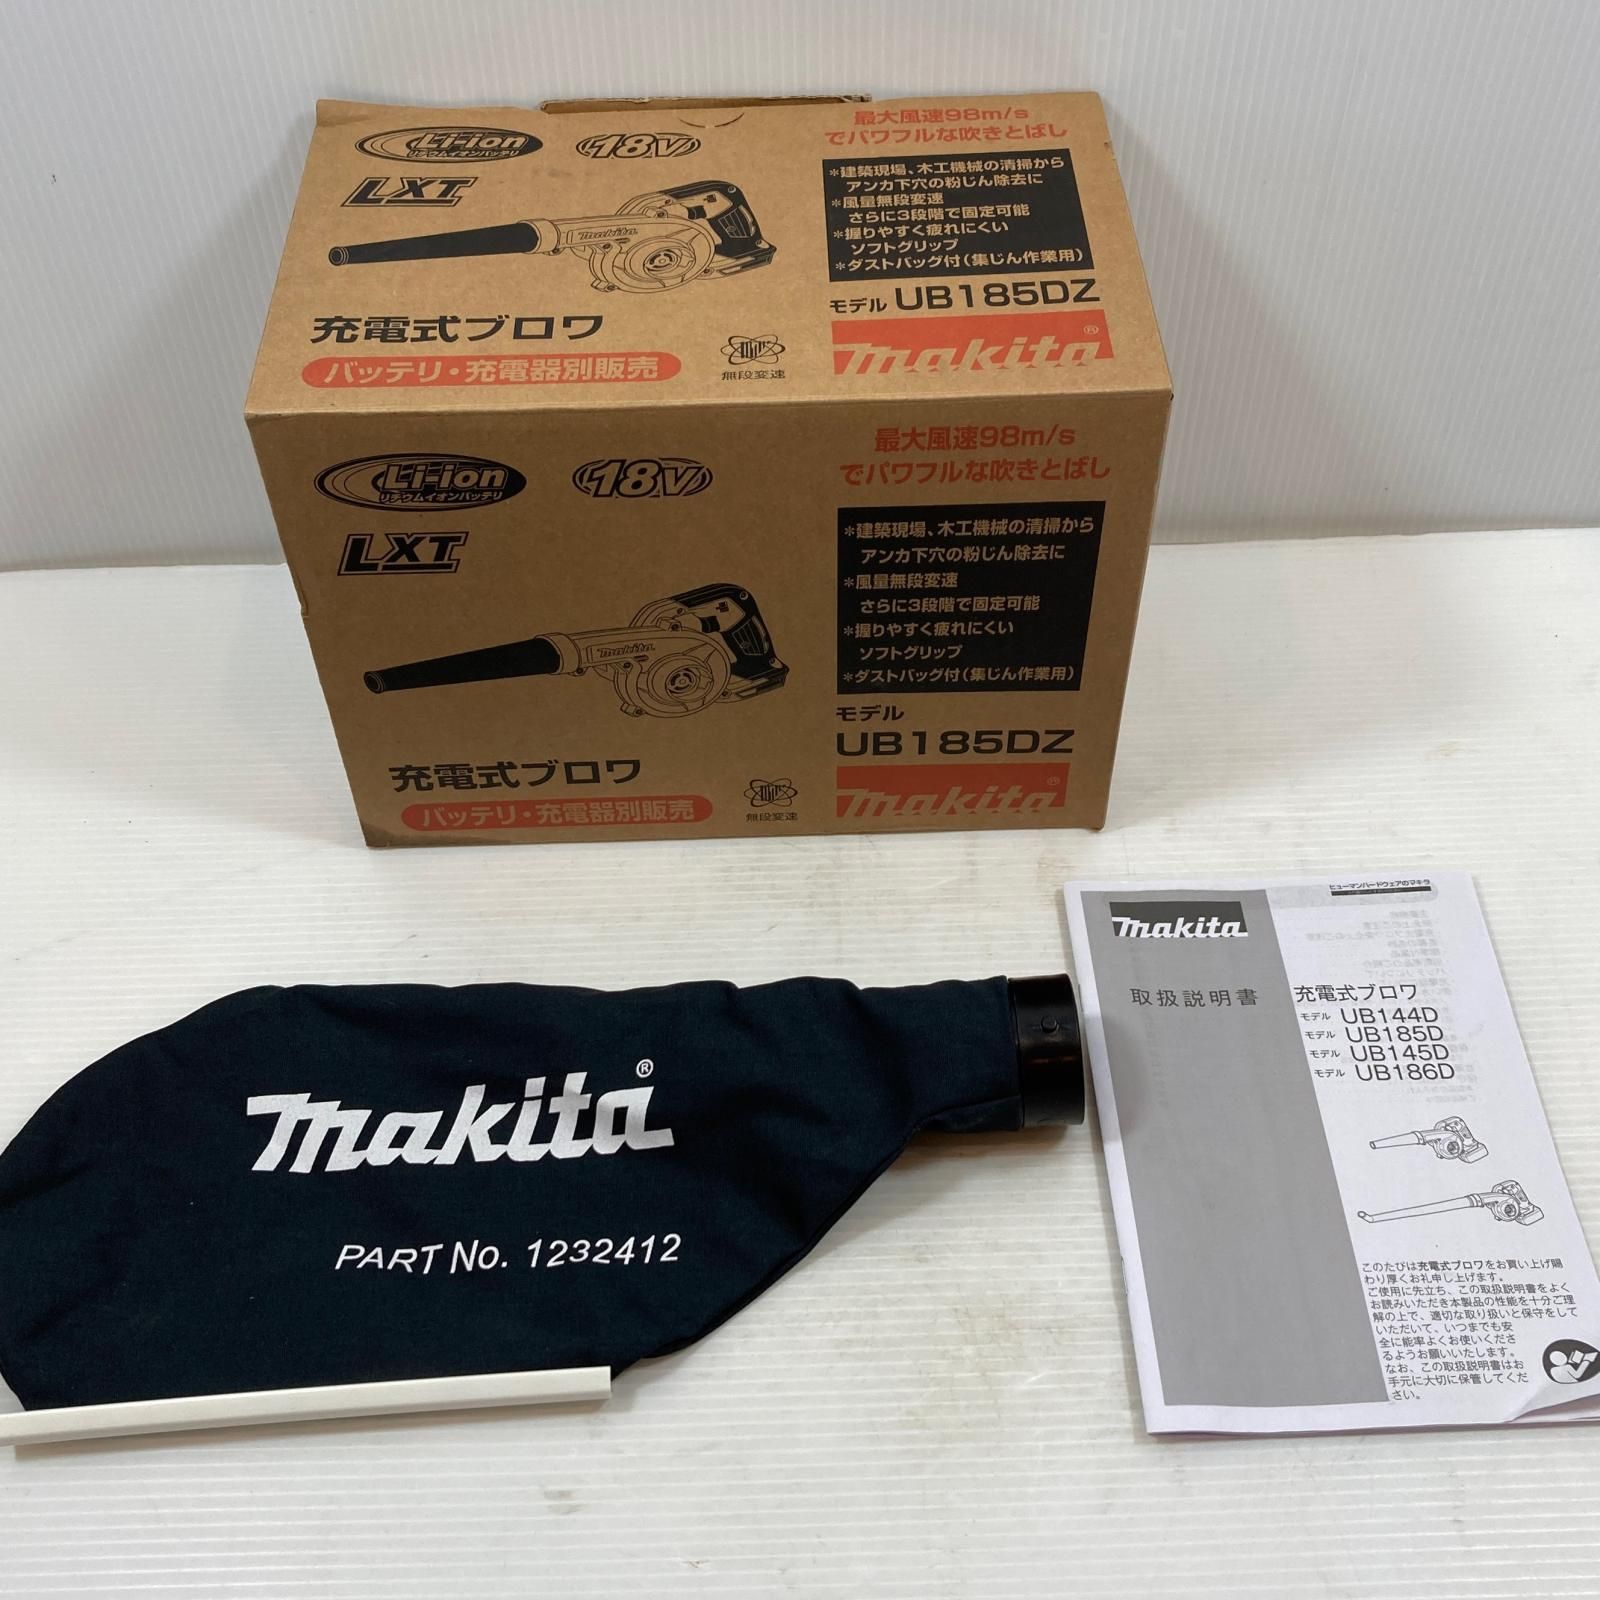 Li-ion
リチウムイオンバッテリ
18V
LXT
makita
充電式ブロワ
バッテリ・充電器別販売
無段変速
最大風速98m/s
でパワフルな吹きとばし
*建築現場、木工機械の清掃から
アンカ下穴の粉じん除去に
*風量無段変速
さらに3段階で固定可能
*握りやすく疲れにくい
ソフトグリップ
*ダストバッグ付(集じん作業用)
モデル UB185DZ
makita®
Li-ion
リチウムイオンバッテリ
18V
LXT
makita
充電式ブロワ
バッテリ・充電器別販売
無段変速
最大風速98m/s
でパワフルな吹きとばし
*建築現場、木工機械の清掃から
アンカ下穴の粉じん除去に
*風量無段変速
さらに3段階で固定可能
*握りやすく疲れにくい
ソフトグリップ
*ダストバッグ付(集じん作業用)
モデル
UB185DZ
makita®
makita®
PART No. 1232412
ヒューマンハードウェアのマキタ
makita
取扱説明書
充電式ブロワ
モデル UB144D
モデル UB185D
モデル UB145D
モデル UB186D
このたびは充電式ブロワをお買い上げ賜
わり厚くお礼申し上げます。
ご使用に先立ち、この取扱説明書をよく
お読みいただき本製品の性能を十分ご理
解の上で、適切な取り扱いと保守をして
いただいて、いつまでも安
全に能率よくお使いくださ
るようお願いいたします。
なお、この取扱説明書はお
手元に大切に保管してくだ
さい。